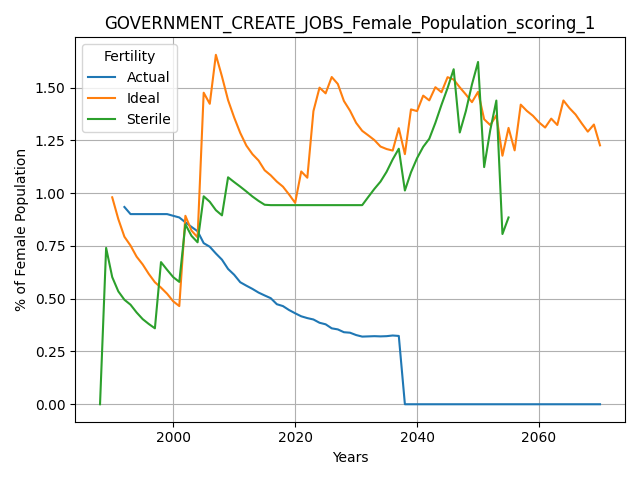 GOVERNMENT_CREATE_JOBS_Female_Population_scoring_1
Fertility
Actual
Ideal
Sterile
% of Female Population
1.50
1.25
1.00
0.75
0.50
0.25
0.00
2000 2020 2040 2060
Years